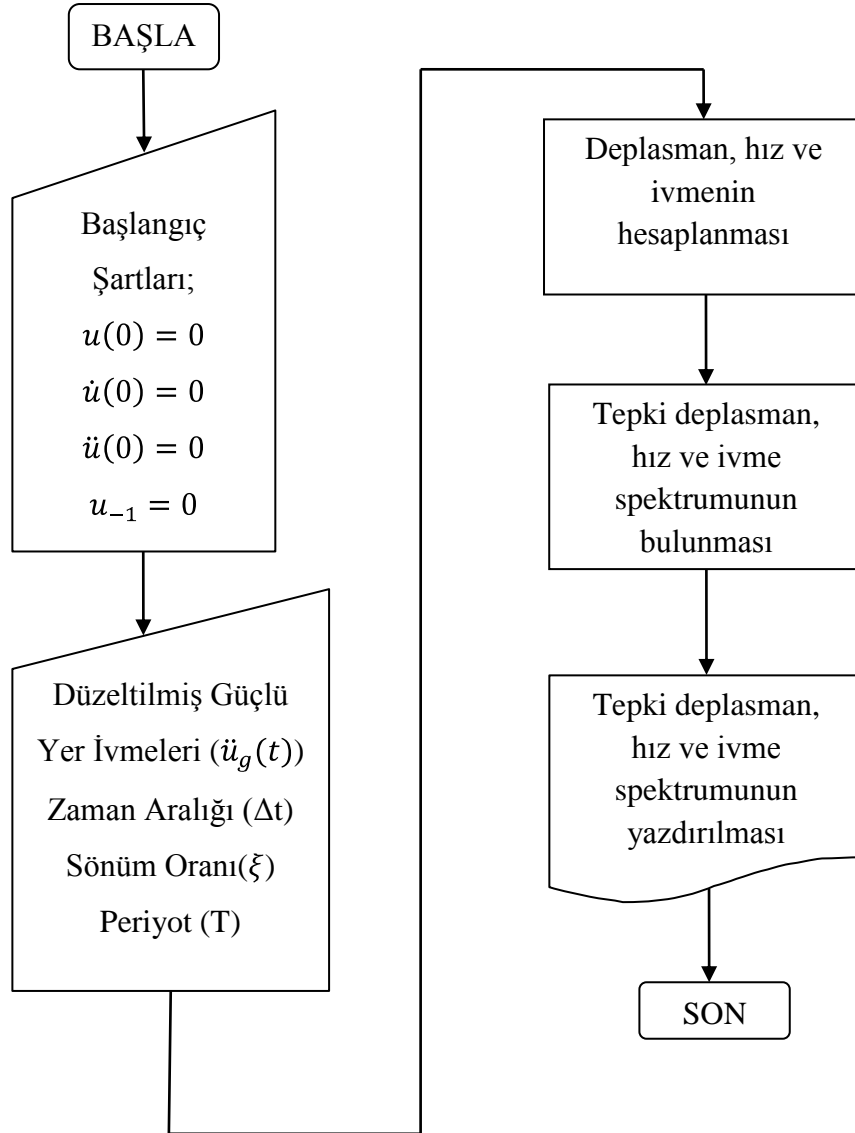 BAŞLA
Başlangıç
Şartları;
u(0) = 0
u̇(0) = 0
ü(0) = 0
u₋₁ = 0
Düzeltilmiş Güçlü
Yer İvmeleri (ü_g(t))
Zaman Aralığı (Δt)
Sönüm Oranı(ξ)
Periyot (T)
Deplasman, hız ve
ivmenin
hesaplanması
Tepki deplasman,
hız ve ivme
spektrumunun
bulunması
Tepki deplasman,
hız ve ivme
spektrumunun
yazdırılması
SON